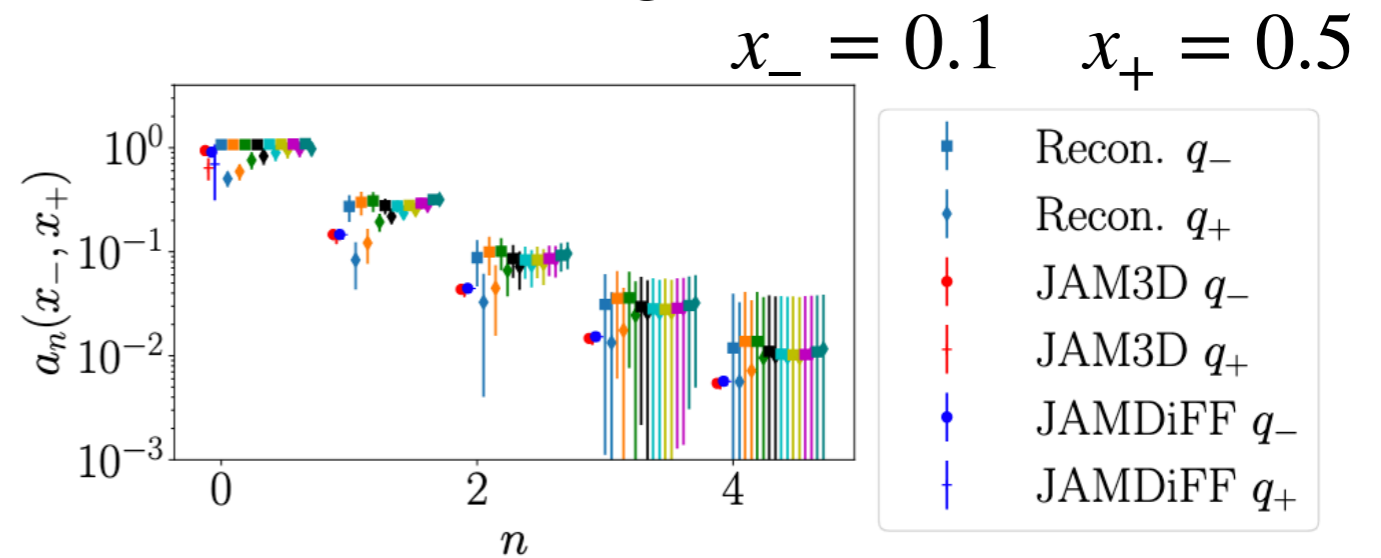 x₋ = 0.1 x₊ = 0.5
10⁰
10⁻¹
10⁻²
10⁻³
aₙ(x₋, x₊)
0 2 4
n
Recon. q₋
Recon. q₊
JAM3D q₋
JAM3D q₊
JAMDiFF q₋
JAMDiFF q₊